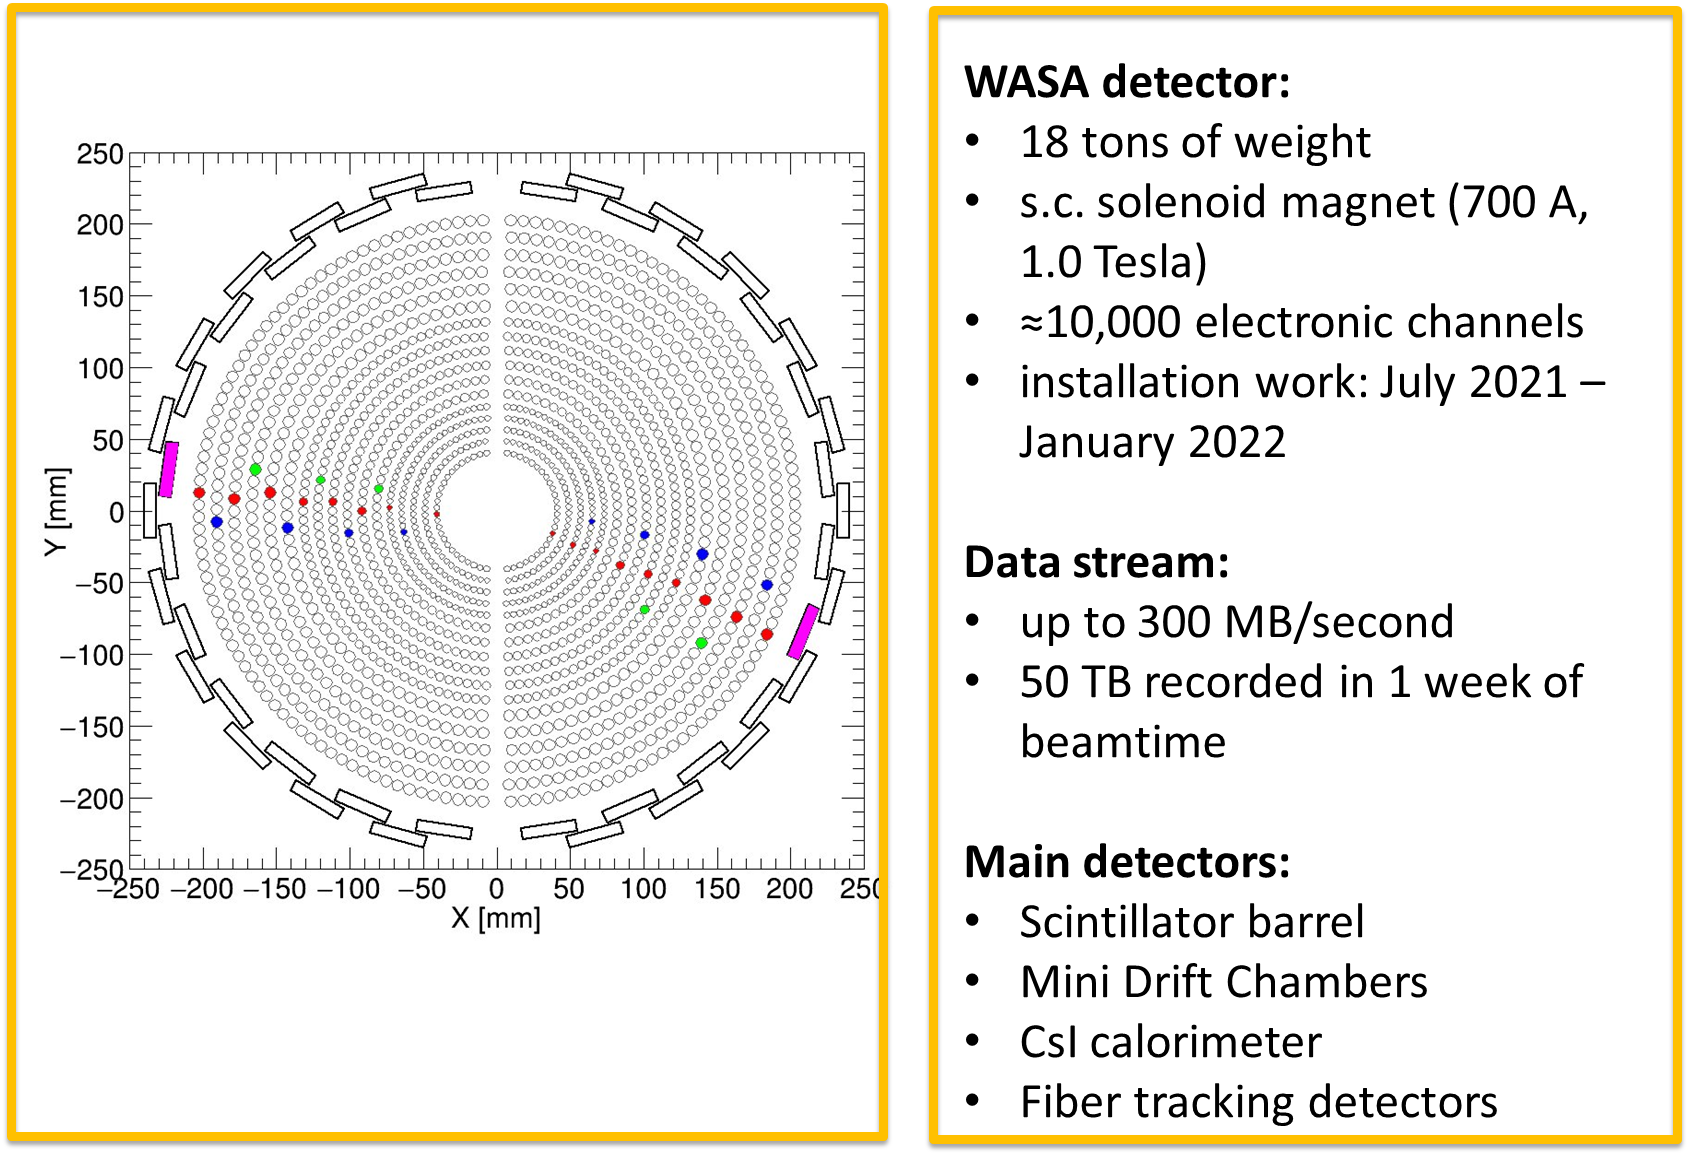 250
200
150
100
50
0
−50
−100
−150
−200
−250
Y [mm]
−250 −200 −150 −100 −50 0 50 100 150 200 250
X [mm]
WASA detector:
• 18 tons of weight
• s.c. solenoid magnet (700 A,
1.0 Tesla)
• ≈10,000 electronic channels
• installation work: July 2021 –
January 2022
Data stream:
• up to 300 MB/second
• 50 TB recorded in 1 week of
beamtime
Main detectors:
• Scintillator barrel
• Mini Drift Chambers
• CsI calorimeter
• Fiber tracking detectors